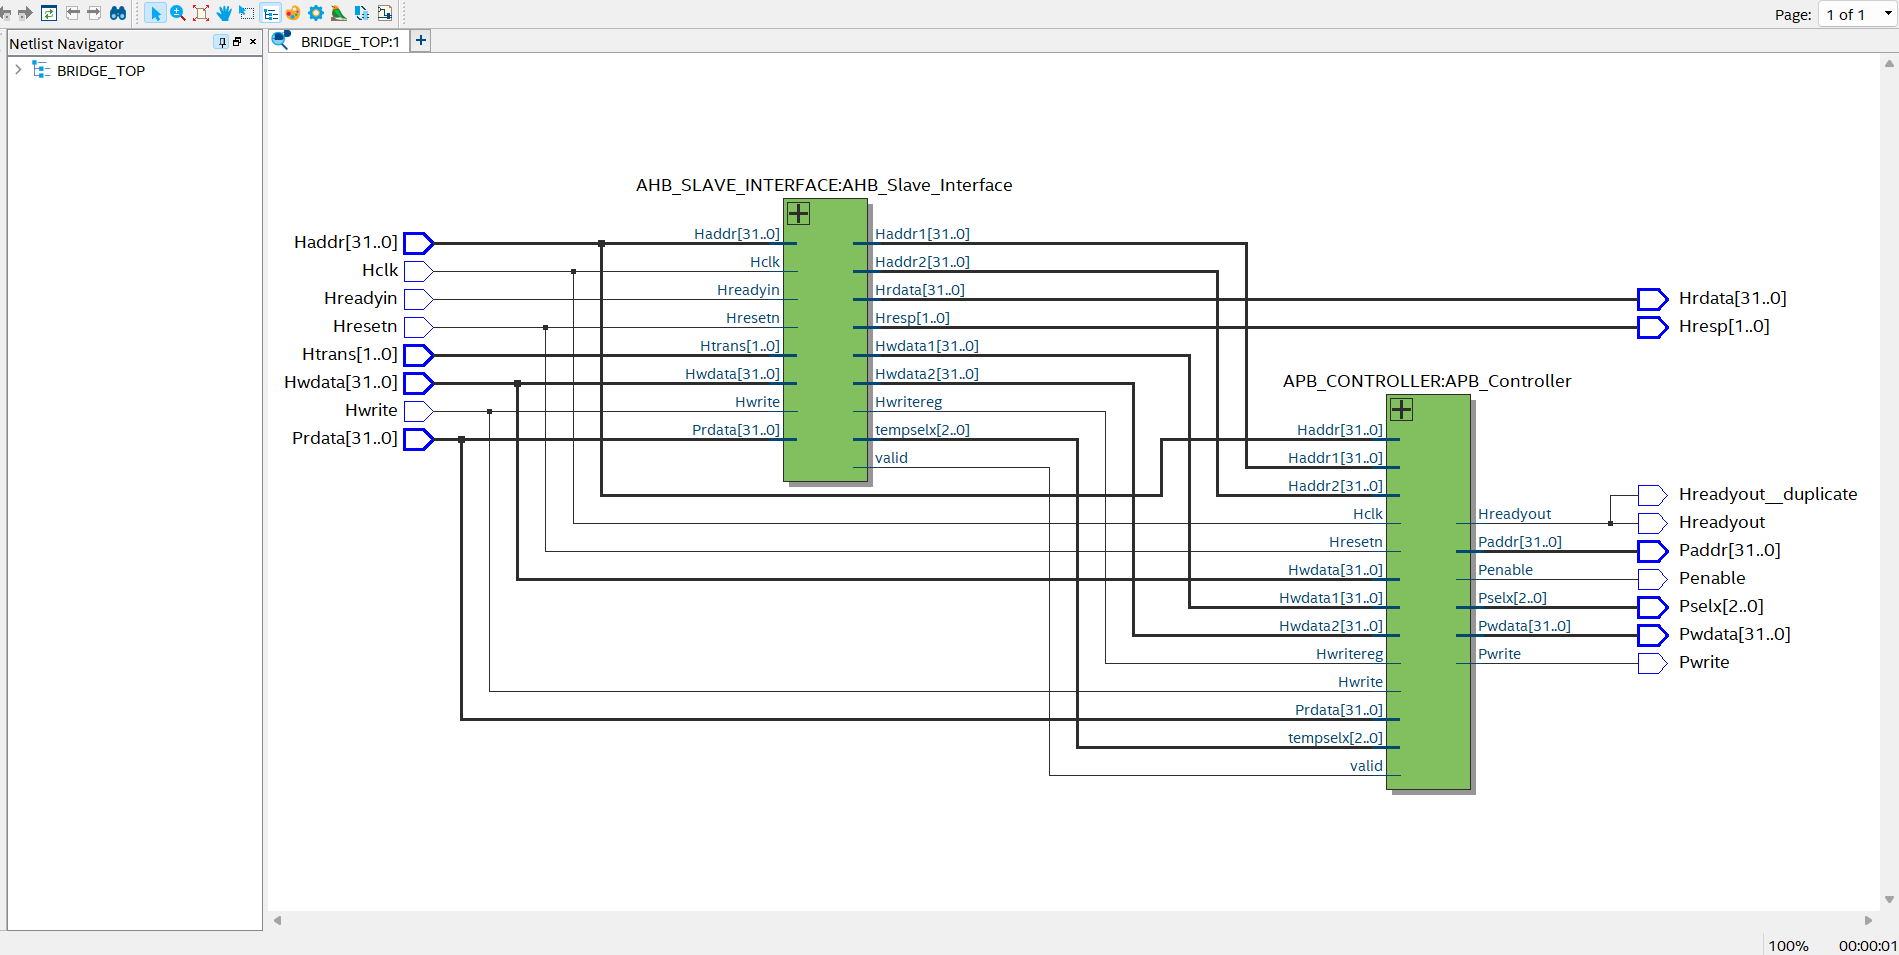 Page: 1 of 1
Netlist Navigator
BRIDGE_TOP:1
BRIDGE_TOP
AHB_SLAVE_INTERFACE:AHB_Slave_Interface
Haddr[31..0]
Hclk
Hreadyin
Hresetn
Htrans[1..0]
Hwdata[31..0]
Hwrite
Prdata[31..0]
Haddr[31..0]
Hclk
Hreadyin
Hresetn
Htrans[1..0]
Hwdata[31..0]
Hwrite
Prdata[31..0]
Haddr1[31..0]
Haddr2[31..0]
Hrdata[31..0]
Hresp[1..0]
Hwdata1[31..0]
Hwdata2[31..0]
Hwritereg
tempselx[2..0]
valid
Hrdata[31..0]
Hresp[1..0]
APB_CONTROLLER:APB_Controller
Haddr[31..0]
Haddr1[31..0]
Haddr2[31..0]
Hclk
Hresetn
Hwdata[31..0]
Hwdata1[31..0]
Hwdata2[31..0]
Hwritereg
Hwrite
Prdata[31..0]
tempselx[2..0]
valid
Hreadyout
Paddr[31..0]
Penable
Pselx[2..0]
Pwdata[31..0]
Pwrite
Hreadyout__duplicate
Hreadyout
Paddr[31..0]
Penable
Pselx[2..0]
Pwdata[31..0]
Pwrite
100% 00:00:01